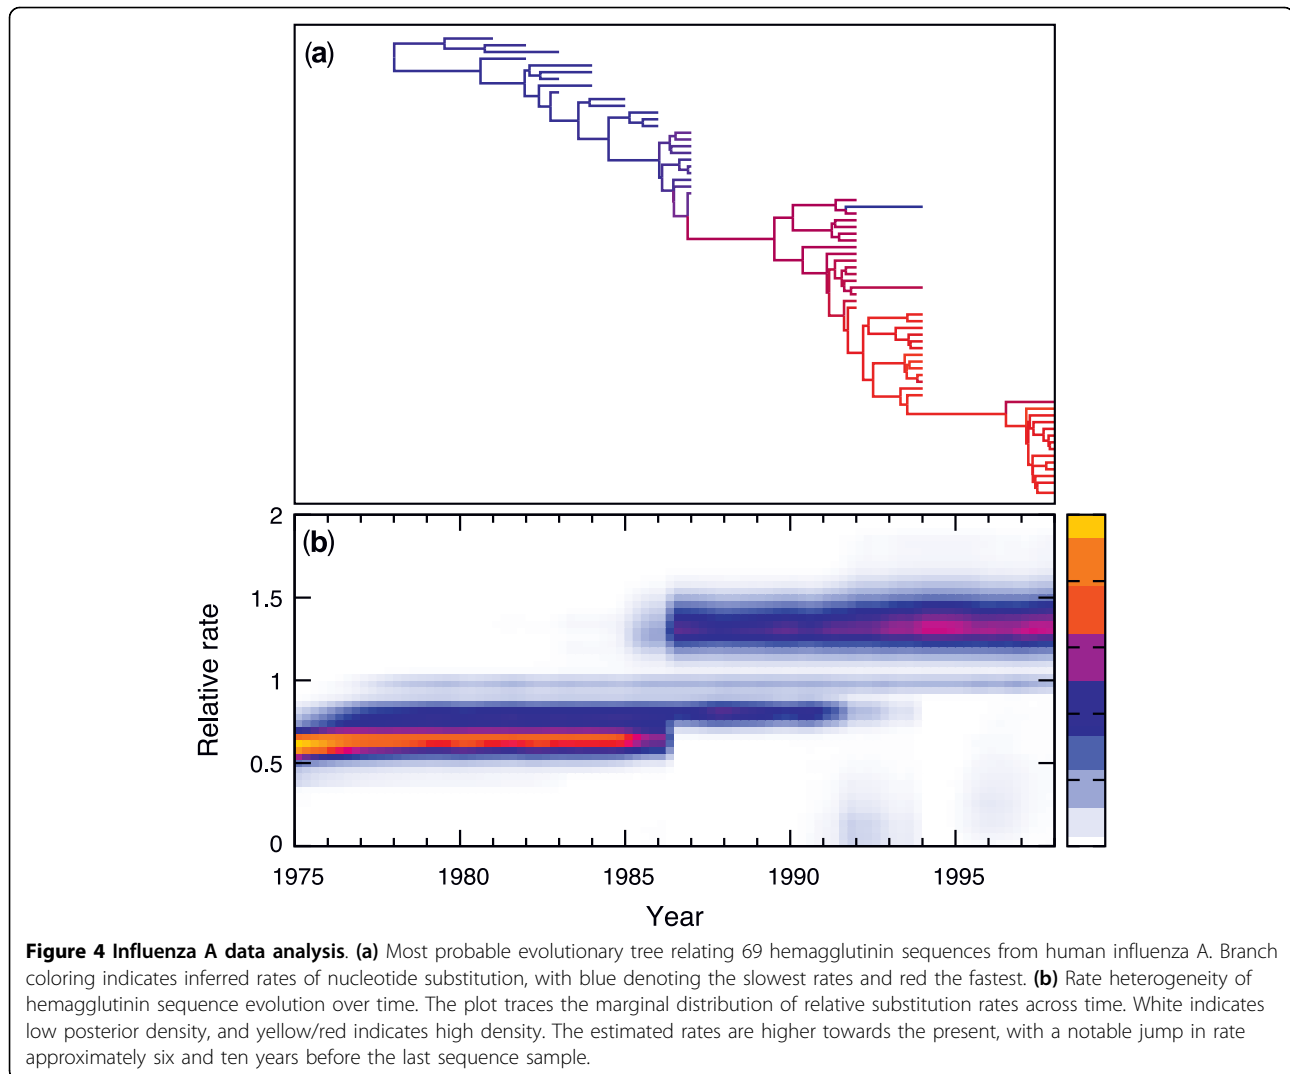 (a)
(b)
2
1.5
1
0.5
0
Relative rate
1975 1980 1985 1990 1995
Year
Figure 4 Influenza A data analysis. (a) Most probable evolutionary tree relating 69 hemagglutinin sequences from human influenza A. Branch
coloring indicates inferred rates of nucleotide substitution, with blue denoting the slowest rates and red the fastest. (b) Rate heterogeneity of
hemagglutinin sequence evolution over time. The plot traces the marginal distribution of relative substitution rates across time. White indicates
low posterior density, and yellow/red indicates high density. The estimated rates are higher towards the present, with a notable jump in rate
approximately six and ten years before the last sequence sample.